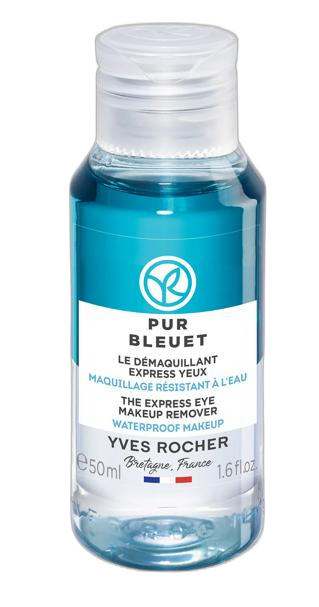 PUR
BLEUET
LE DÉMAQUILLANT
EXPRESS YEUX
MAQUILLAGE RÉSISTANT À L'EAU
THE EXPRESS EYE
MAKEUP REMOVER
WATERPROOF MAKEUP
YVES ROCHER
Bretagne, France
℮50ml 1.6 fl.oz.